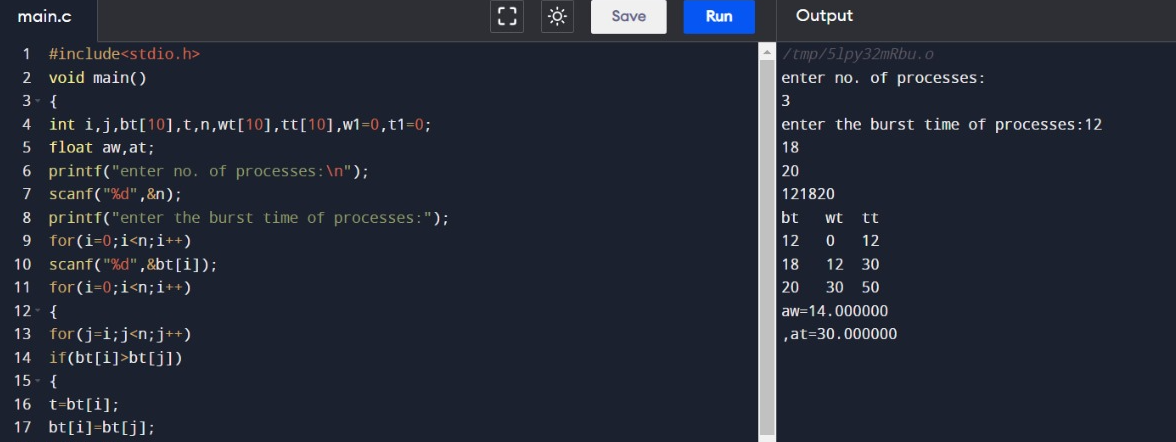 main.c
Save
Run
Output
1 #include<stdio.h>
2 void main()
3 {
4 int i,j,bt[10],t,n,wt[10],tt[10],w1=0,t1=0;
5 float aw,at;
6 printf("enter no. of processes:\n");
7 scanf("%d",&n);
8 printf("enter the burst time of processes:");
9 for(i=0;i<n;i++)
10 scanf("%d",&bt[i]);
11 for(i=0;i<n;i++)
12 {
13 for(j=i;j<n;j++)
14 if(bt[i]>bt[j])
15 {
16 t=bt[i];
17 bt[i]=bt[j];
/tmp/5lpy32mRbu.o
enter no. of processes:
3
enter the burst time of processes:12
18
20
121820
bt wt tt
12 0 12
18 12 30
20 30 50
aw=14.000000
,at=30.000000